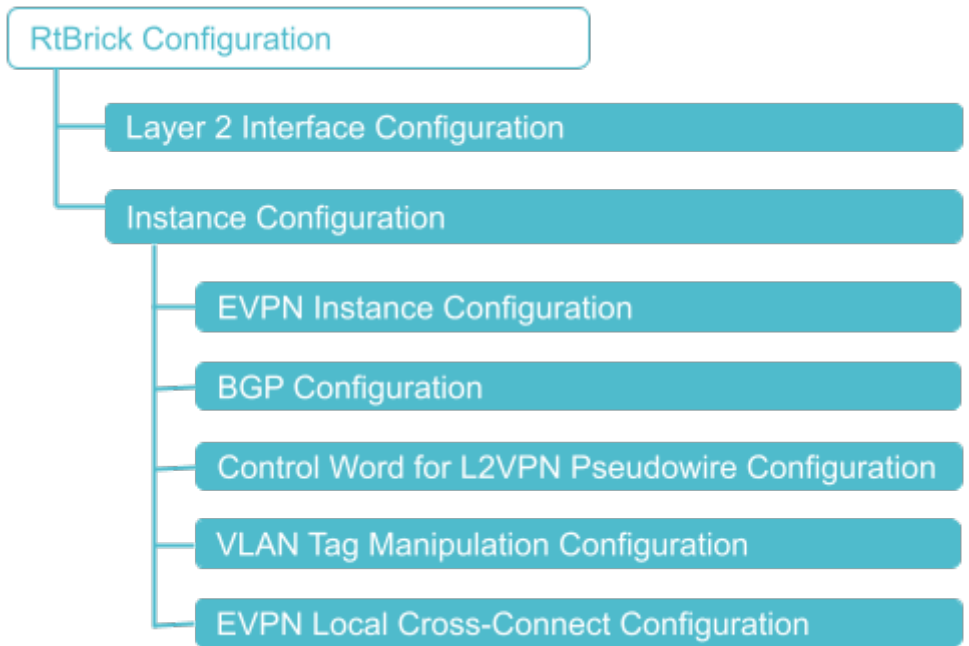 RtBrick Configuration
Layer 2 Interface Configuration
Instance Configuration
EVPN Instance Configuration
BGP Configuration
Control Word for L2VPN Pseudowire Configuration
VLAN Tag Manipulation Configuration
EVPN Local Cross-Connect Configuration